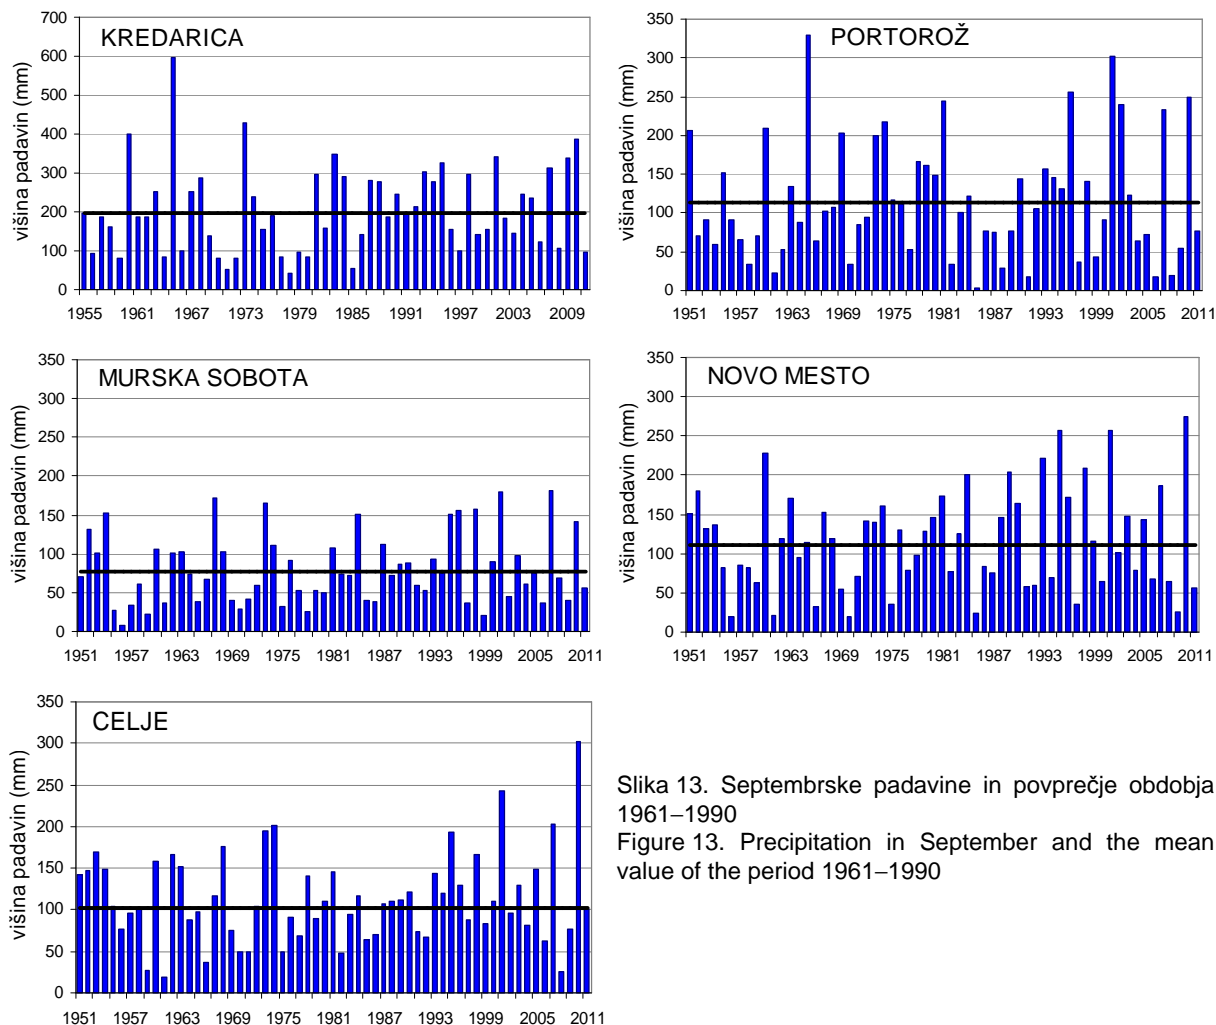 KREDARICA
višina padavin (mm)
700
600
500
400
300
200
100
0
1955 1961 1967 1973 1979 1985 1991 1997 2003 2009
PORTOROŽ
višina padavin (mm)
350
300
250
200
150
100
50
0
1951 1957 1963 1969 1975 1981 1987 1993 1999 2005 2011
MURSKA SOBOTA
višina padavin (mm)
350
300
250
200
150
100
50
0
1951 1957 1963 1969 1975 1981 1987 1993 1999 2005 2011
NOVO MESTO
višina padavin (mm)
350
300
250
200
150
100
50
0
1951 1957 1963 1969 1975 1981 1987 1993 1999 2005 2011
CELJE
višina padavin (mm)
350
300
250
200
150
100
50
0
1951 1957 1963 1969 1975 1981 1987 1993 1999 2005 2011
Slika 13. Septembrske padavine in povprečje obdobja
1961–1990
Figure 13. Precipitation in September and the mean
value of the period 1961–1990